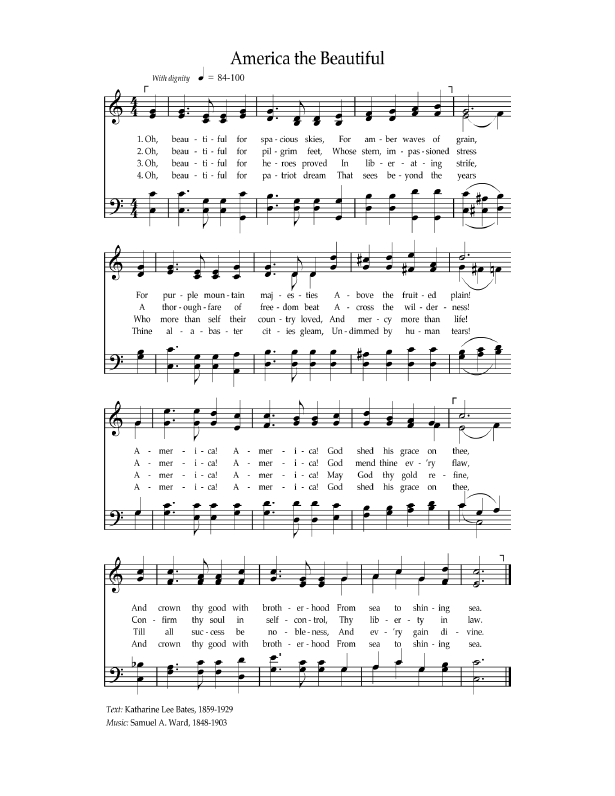 America the Beautiful
With dignity ♩ = 84-100
1. Oh, beau - ti - ful for spa - cious skies, For am - ber waves of grain,
2. Oh, beau - ti - ful for pil - grim feet, Whose stern, im - pas - sioned stress
3. Oh, beau - ti - ful for he - roes proved In lib - er - at - ing strife,
4. Oh, beau - ti - ful for pa - triot dream That sees be - yond the years
For pur - ple moun - tain maj - es - ties A - bove the fruit - ed plain!
A thor - ough - fare of free - dom beat A - cross the wil - der - ness!
Who more than self their coun - try loved, And mer - cy more than life!
Thine al - a - bas - ter cit - ies gleam, Un - dimmed by hu - man tears!
A - mer - i - ca! A - mer - i - ca! God shed his grace on thee,
A - mer - i - ca! A - mer - i - ca! God mend thine ev - 'ry flaw,
A - mer - i - ca! A - mer - i - ca! May God thy gold re - fine,
A - mer - i - ca! A - mer - i - ca! God shed his grace on thee,
And crown thy good with broth - er - hood From sea to shin - ing sea.
Con - firm thy soul in self - con - trol, Thy lib - er - ty in law.
Till all suc - cess be no - ble - ness, And ev - 'ry gain di - vine.
And crown thy good with broth - er - hood From sea to shin - ing sea.
Text: Katharine Lee Bates, 1859-1929
Music: Samuel A. Ward, 1848-1903